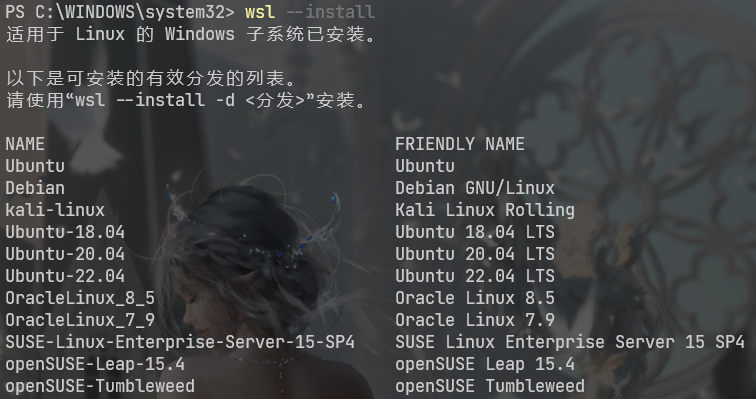 PS C:\WINDOWS\system32> wsl --install
适用于 Linux 的 Windows 子系统已安装。
以下是可安装的有效分发的列表。
请使用“wsl --install -d <分发>”安装。
NAME FRIENDLY NAME
Ubuntu Ubuntu
Debian Debian GNU/Linux
kali-linux Kali Linux Rolling
Ubuntu-18.04 Ubuntu 18.04 LTS
Ubuntu-20.04 Ubuntu 20.04 LTS
Ubuntu-22.04 Ubuntu 22.04 LTS
OracleLinux_8_5 Oracle Linux 8.5
OracleLinux_7_9 Oracle Linux 7.9
SUSE-Linux-Enterprise-Server-15-SP4 SUSE Linux Enterprise Server 15 SP4
openSUSE-Leap-15.4 openSUSE Leap 15.4
openSUSE-Tumbleweed openSUSE Tumbleweed